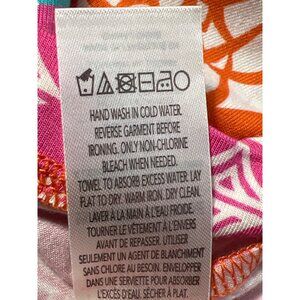 HAND WASH IN COLD WATER.
REVERSE GARMENT BEFORE
IRONING. ONLY NON-CHLORINE
BLEACH WHEN NEEDED.
TOWEL TO ABSORB EXCESS WATER. LAY
FLAT TO DRY. WARM IRON. DRY CLEAN.
LAVER À LA MAIN À L'EAU FROIDE.
TOURNER LE VÊTEMENT À L'ENVERS
AVANT DE REPASSER. UTILISER
SEULEMENT UN AGENT DE BLANCHIMENT
SANS CHLORE AU BESOIN. ENVELOPPER
DANS UNE SERVIETTE POUR ABSORBER
L'EXCÈS D'EAU. SÉCHER À PLAT.